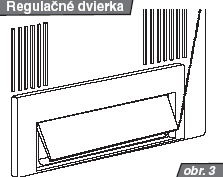 Regulačné dvierka
obr. 3